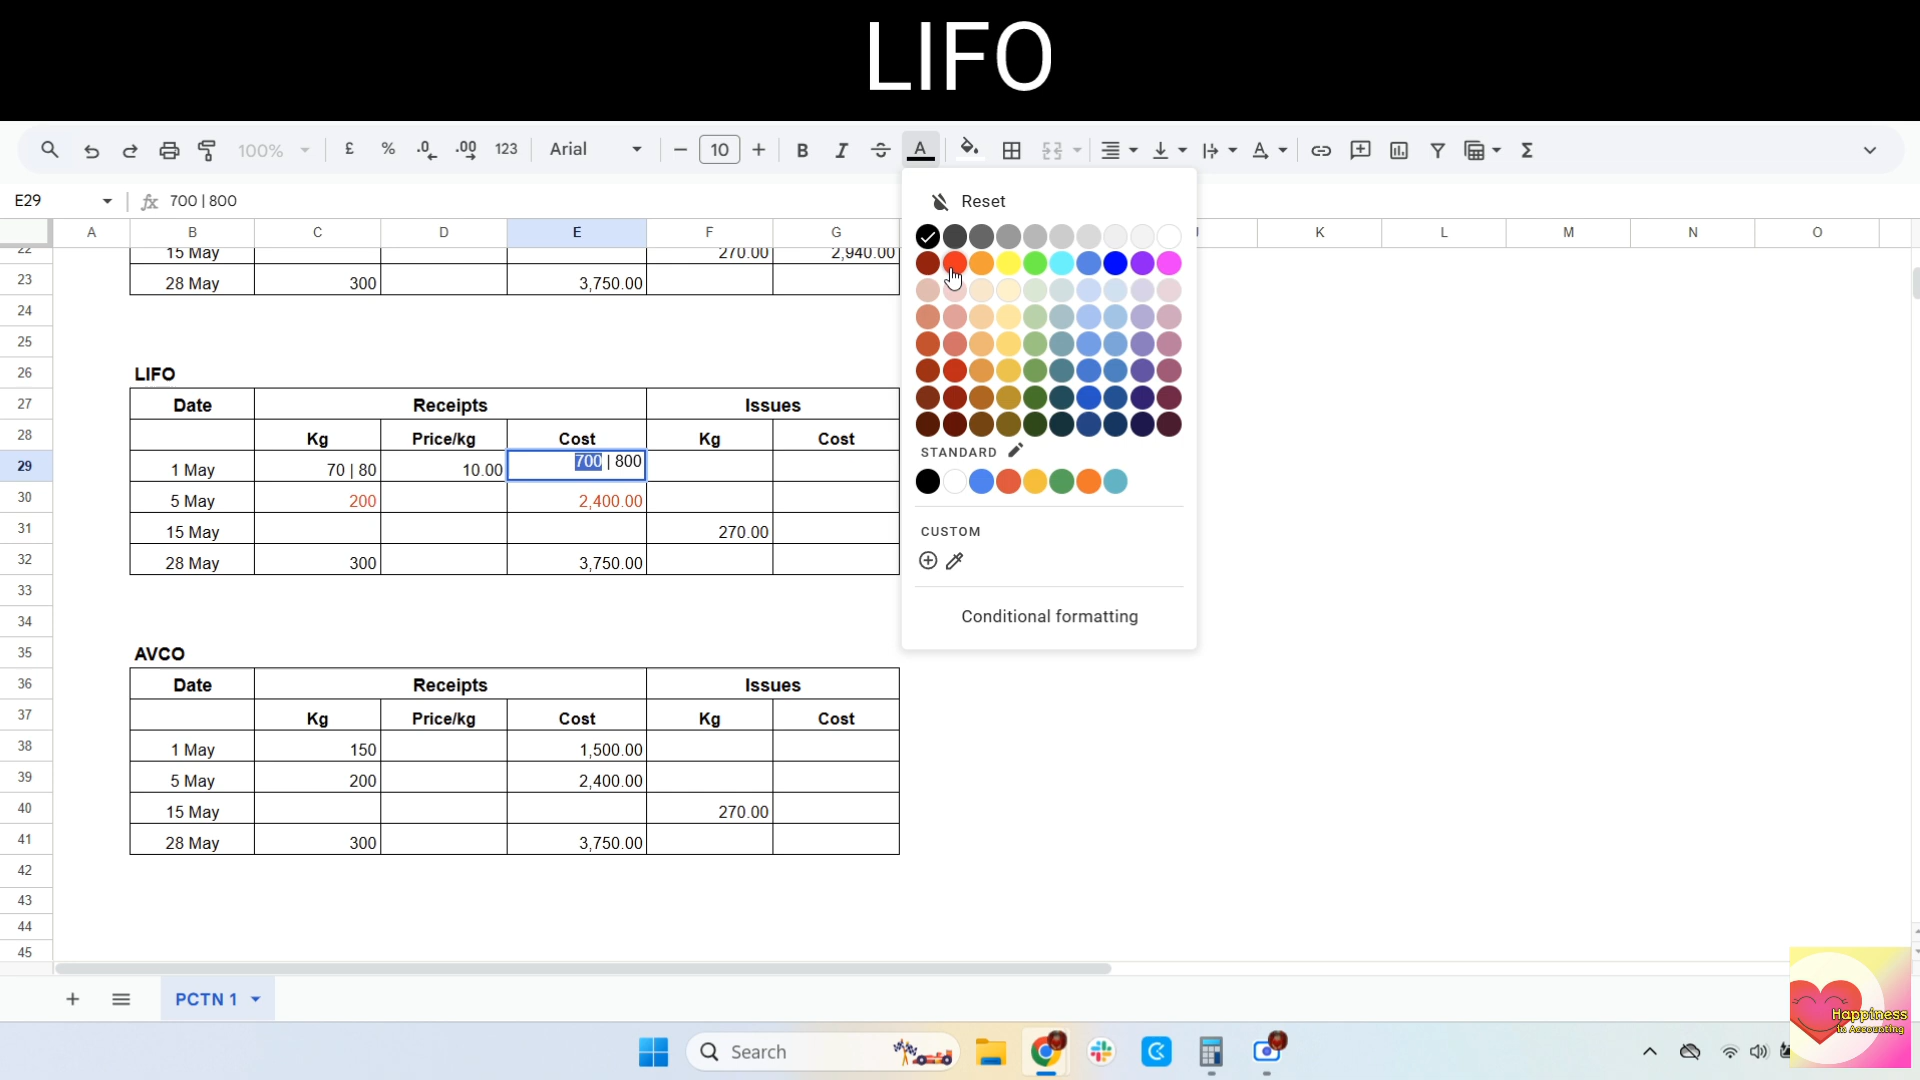 LIFO
100% £ % .0 .00 123 Arial 10 B I A A Σ
E29 fx 700 | 800
Reset
A B C D E F G J K L M N O
22 15 May 270.00 2,940.00
23 28 May 300 3,750.00
24
25
26 LIFO
27 Date Receipts Issues
28 Kg Price/kg Cost Kg Cost
29 1 May 70 | 80 10.00 700 | 800
30 5 May 200 2,400.00
31 15 May 270.00
32 28 May 300 3,750.00
33
34
35 AVCO
36 Date Receipts Issues
37 Kg Price/kg Cost Kg Cost
38 1 May 150 1,500.00
39 5 May 200 2,400.00
40 15 May 270.00
41 28 May 300 3,750.00
42
43
44
45
STANDARD
CUSTOM
Conditional formatting
PCTN 1
Search
Happiness
in Accounting